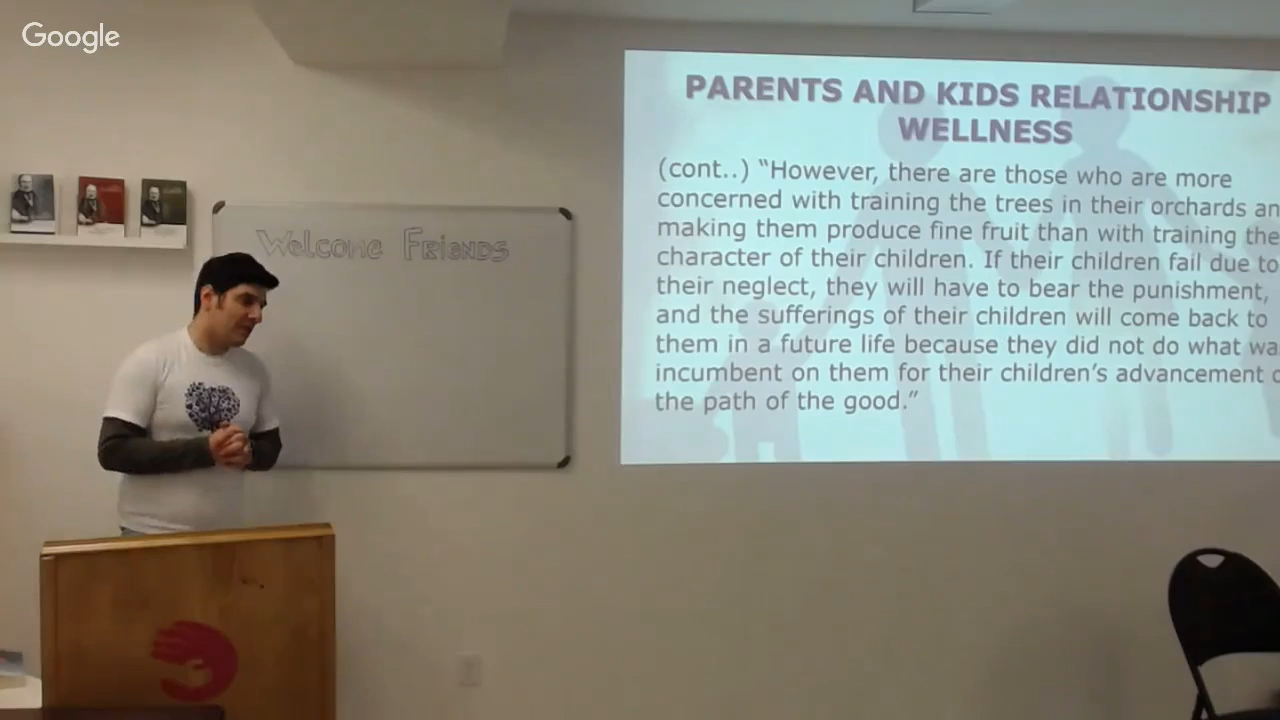 Google
PARENTS AND KIDS RELATIONSHIP
WELLNESS
(cont..) “However, there are those who are more
concerned with training the trees in their orchards an
making them produce fine fruit than with training the
character of their children. If their children fail due to
their neglect, they will have to bear the punishment,
and the sufferings of their children will come back to
them in a future life because they did not do what wa
incumbent on them for their children’s advancement o
the path of the good.”
Welcome Friends